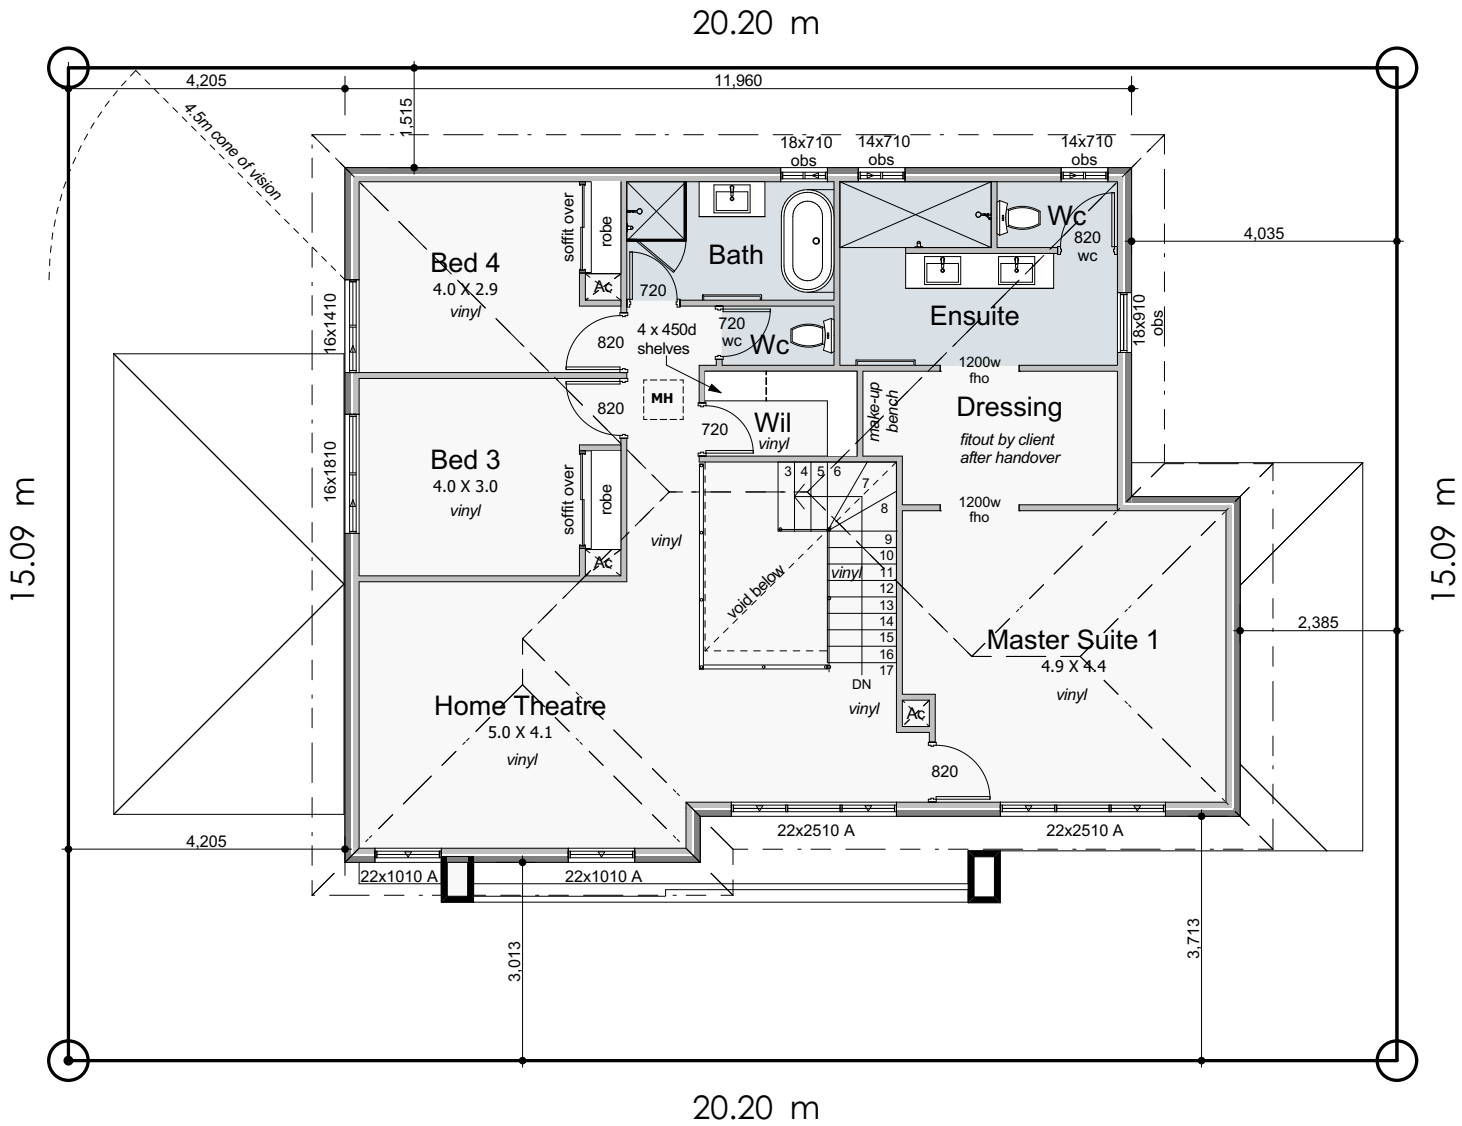 20.20 m
4,205
11,960
1,515
4.5m cone of vision
18x710
obs
14x710
obs
14x710
obs
soffit over
robe
Bed 4
4.0 X 2.9
vinyl
Ac
Bath
720
Wc
820
wc
4,035
16x1410
820
4 x 450d
shelves
720
wc
Wc
Ensuite
18x910
obs
1200w
fho
MH
820
720
Wil
vinyl
make-up
bench
Dressing
fitout by client
after handover
16x1810
Bed 3
4.0 X 3.0
vinyl
soffit over
robe
Ac
1200w
fho
3
4
5
6
7
8
9
10
11
12
13
14
15
16
17
vinyl
vinyl
void below
DN
vinyl
15.09 m
15.09 m
Master Suite 1
4.9 X 4.4
vinyl
2,385
Home Theatre
5.0 X 4.1
vinyl
Ac
820
22x2510 A
22x2510 A
4,205
22x1010 A
22x1010 A
3,013
3,713
20.20 m